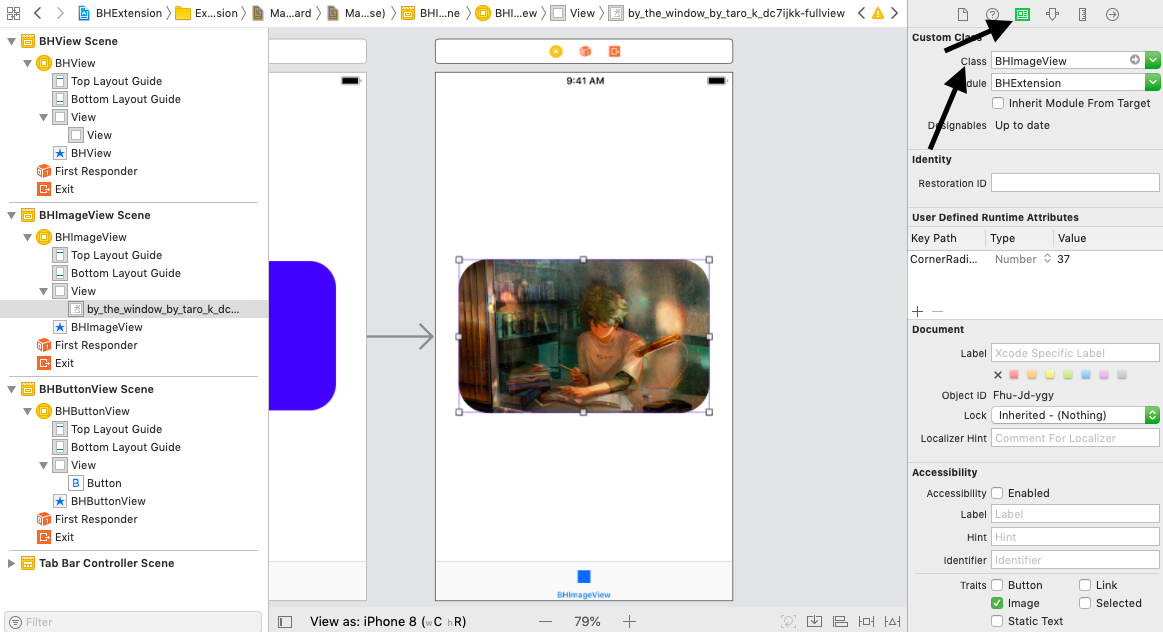 BHExtension
Ex...sion
Ma...ard
Ma...se)
BHI...ne
BHI...ew
View
by_the_window_by_taro_k_dc7ijkk-fullview
BHView Scene
BHView
Top Layout Guide
Bottom Layout Guide
View
View
BHView
First Responder
Exit
BHImageView Scene
BHImageView
Top Layout Guide
Bottom Layout Guide
View
by_the_window_by_taro_k_dc...
BHImageView
First Responder
Exit
BHButtonView Scene
BHButtonView
Top Layout Guide
Bottom Layout Guide
View
B Button
BHButtonView
First Responder
Exit
Tab Bar Controller Scene
Filter
9:41 AM
BHImageView
View as: iPhone 8 (wC hR)
79%
Custom Class
Class BHImageView
BHExtension
Inherit Module From Target
Designables Up to date
Identity
Restoration ID
User Defined Runtime Attributes
Key Path Type Value
CornerRadi... Number 37
Document
Label Xcode Specific Label
Object ID Fhu-Jd-ygy
Lock Inherited - (Nothing)
Localizer Hint Comment For Localizer
Accessibility
Accessibility Enabled
Label Label
Hint Hint
Identifier Identifier
Traits Button Link
Image Selected
Static Text